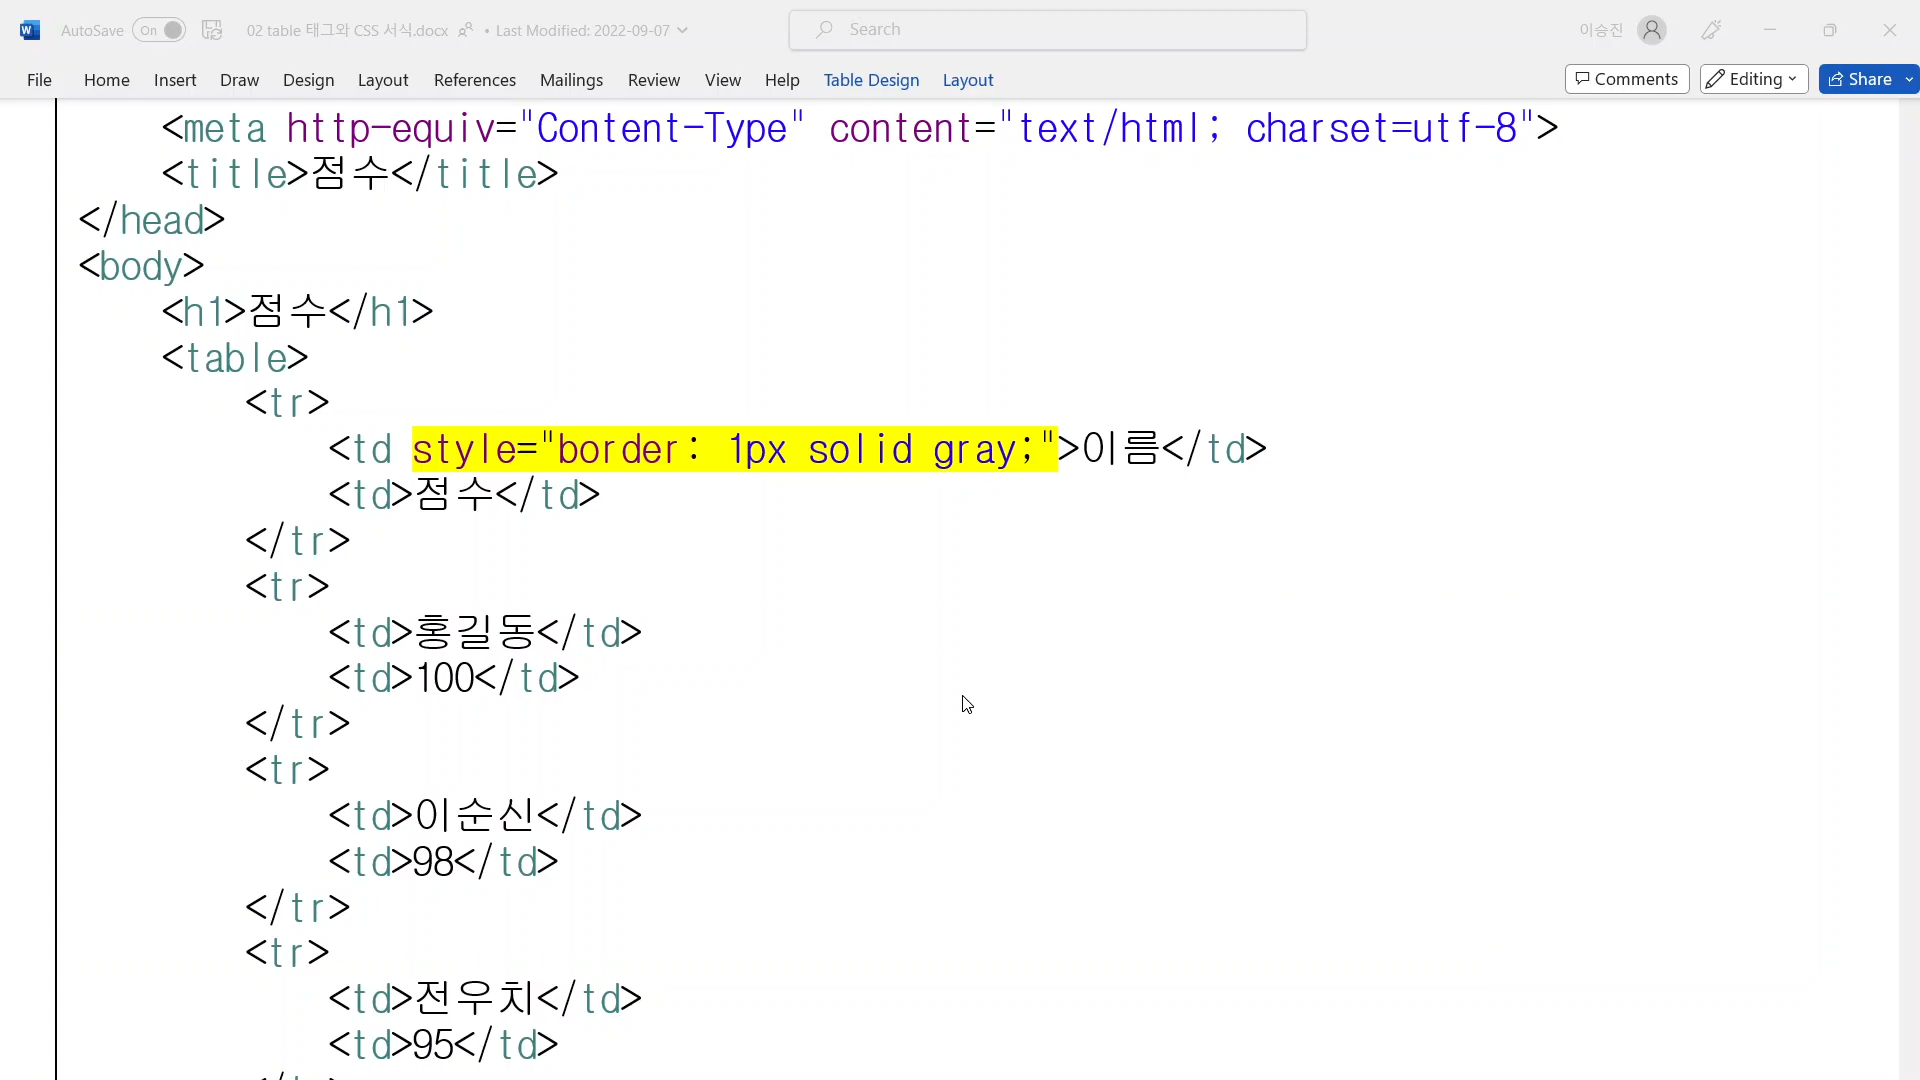 AutoSave On 02 table 태그와 CSS 서식.docx • Last Modified: 2022-09-07 Search 이승진
File Home Insert Draw Design Layout References Mailings Review View Help Table Design Layout Comments Editing Share
<meta http-equiv="Content-Type" content="text/html; charset=utf-8">
<title>점수</title>
</head>
<body>
<h1>점수</h1>
<table>
<tr>
<td style="border: 1px solid gray;">이름</td>
<td>점수</td>
</tr>
<tr>
<td>홍길동</td>
<td>100</td>
</tr>
<tr>
<td>이순신</td>
<td>98</td>
</tr>
<tr>
<td>전우치</td>
<td>95</td>